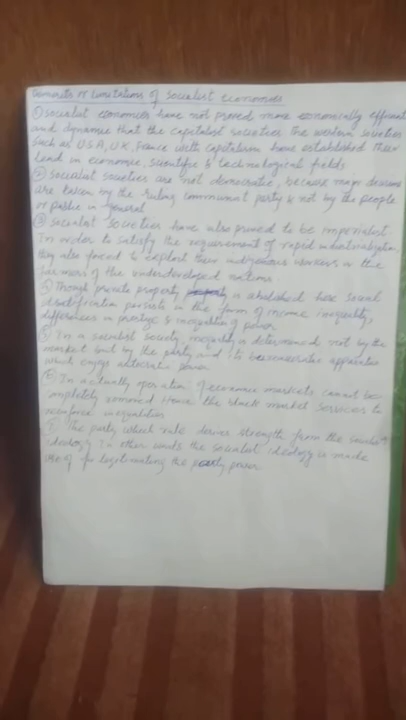 Demerits or Limitations of Socialist economies
① Socialist economies have not proved more economically efficient
and dynamic that the capitalist societies the western societies
such as U.S.A, U.K, France with capitalism have established their
lead in economic, scientific & technological fields
② Socialist societies are not democratic, because major decisions
are taken by the ruling communist party & not by the people
or public in general
③ Socialist societies have also proved to be imperialist
In order to satisfy the requirement of rapid industrialization
they also forced to exploit their indigenous workers & the
farmers of the underdeveloped nations
④ Though private property is abolished here social
stratification persists in the form of income inequality,
differences in prestige & inequalities of power
⑤ In a socialist society, inequality is determined not by the
market but by the party and its bureaucratic apparatus
which enjoys autocratic power
⑥ In actually operation of economic markets cannot be
completely removed Hence the black market services to
reinforce inequalities
⑦ The party which rule derive strength from the socialist
ideology In other words the socialist ideology is made
use of for legitimating the party power